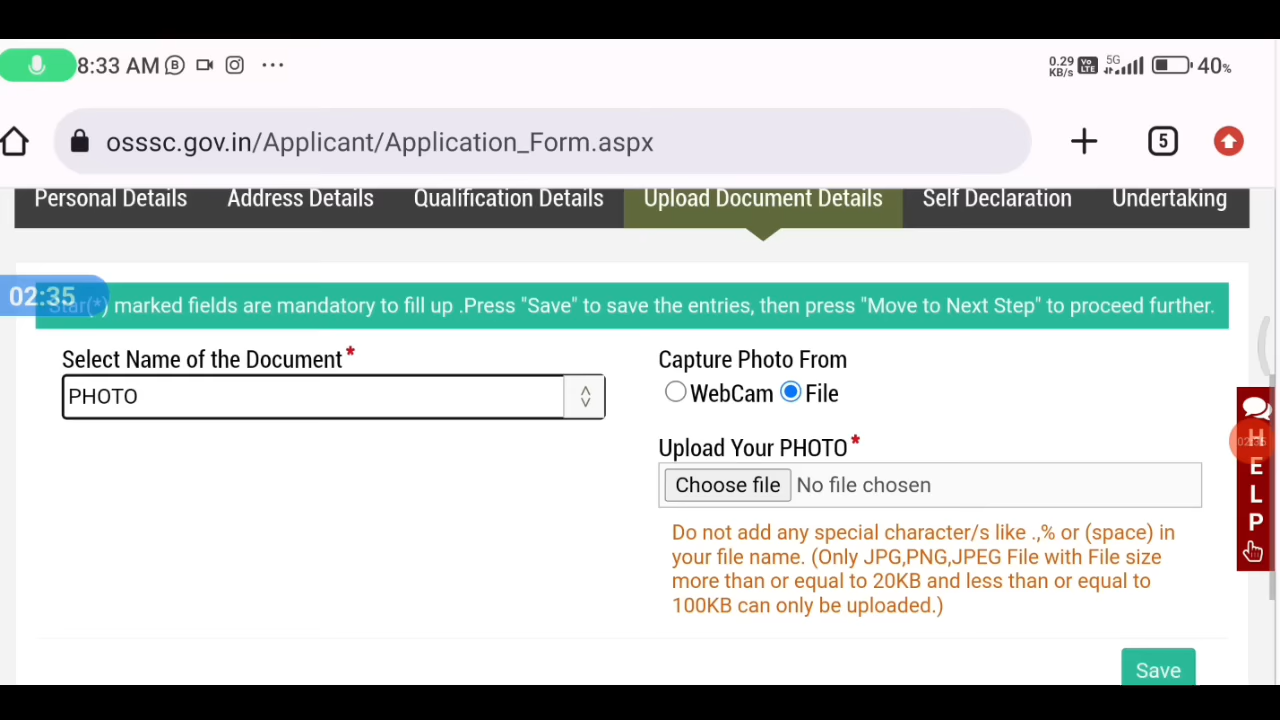 8:33 AM
0.29 KB/s Vo LTE 5G 40%
osssc.gov.in/Applicant/Application_Form.aspx
5
Personal Details Address Details Qualification Details Upload Document Details Self Declaration Undertaking
02:35
Star(*) marked fields are mandatory to fill up .Press "Save" to save the entries, then press "Move to Next Step" to proceed further.
Select Name of the Document*
PHOTO
Capture Photo From
WebCam File
Upload Your PHOTO*
Choose file No file chosen
Do not add any special character/s like .,% or (space) in
your file name. (Only JPG,PNG,JPEG File with File size
more than or equal to 20KB and less than or equal to
100KB can only be uploaded.)
Save
02:35
HELP